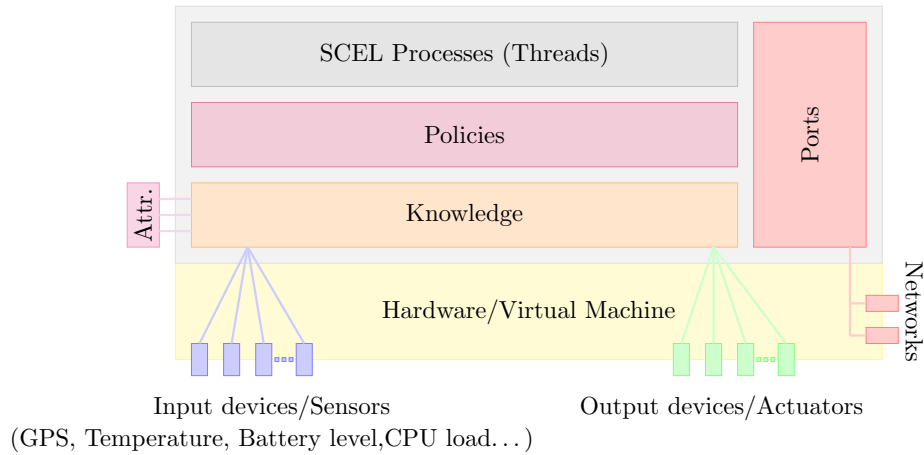 SCEL Processes (Threads)
Policies
Ports
Attr.
Knowledge
Networks
Hardware/Virtual Machine
Input devices/Sensors
(GPS, Temperature, Battery level,CPU load...)
Output devices/Actuators